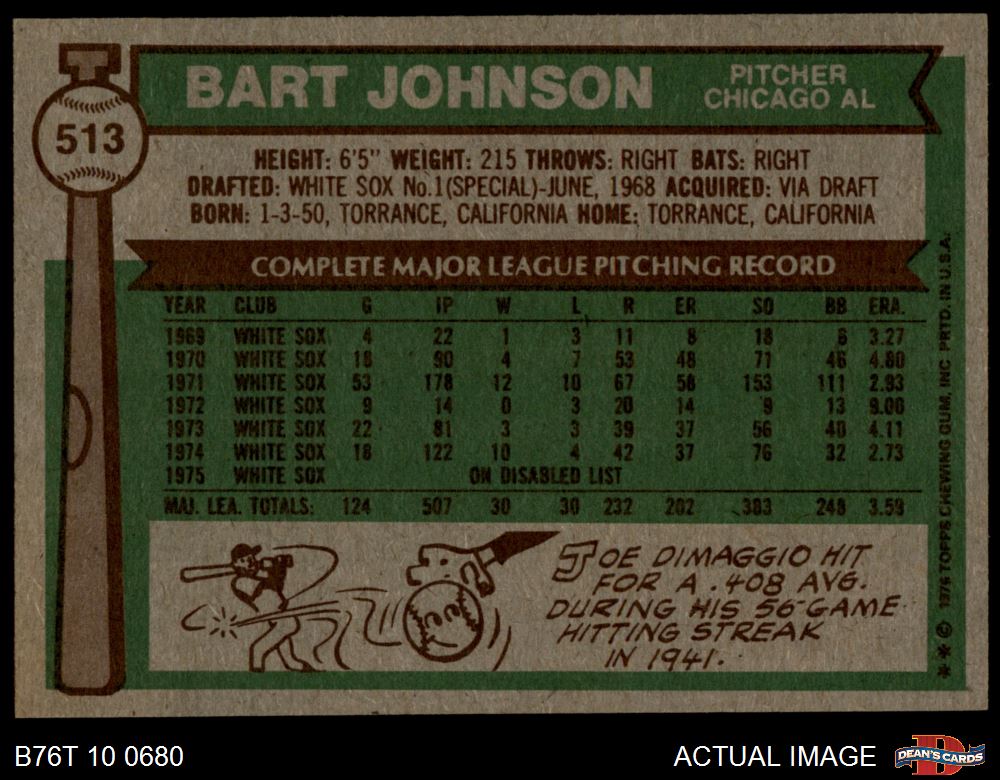 513
BART JOHNSON
PITCHER
CHICAGO AL
HEIGHT: 6'5" WEIGHT: 215 THROWS: RIGHT BATS: RIGHT
DRAFTED: WHITE SOX No.1(SPECIAL)-JUNE, 1968 ACQUIRED: VIA DRAFT
BORN: 1-3-50, TORRANCE, CALIFORNIA HOME: TORRANCE, CALIFORNIA
COMPLETE MAJOR LEAGUE PITCHING RECORD
YEAR CLUB G IP W L R ER SO BB ERA.
1969 WHITE SOX 4 22 1 3 11 8 18 6 3.27
1970 WHITE SOX 18 90 4 7 53 48 71 46 4.80
1971 WHITE SOX 53 178 12 10 67 58 153 111 2.93
1972 WHITE SOX 9 14 0 3 20 14 9 13 9.00
1973 WHITE SOX 22 81 3 3 39 37 56 40 4.11
1974 WHITE SOX 18 122 10 4 42 37 76 32 2.73
1975 WHITE SOX ON DISABLED LIST
MAJ. LEA. TOTALS: 124 507 30 30 232 202 383 248 3.59
JOE DIMAGGIO HIT
FOR A .408 AVG.
DURING HIS 56-GAME
HITTING STREAK
IN 1941.
** © 1976 TOPPS CHEWING GUM, INC. PRTD. IN U.S.A.
B76T 10 0680
ACTUAL IMAGE
D
DEAN'S CARDS